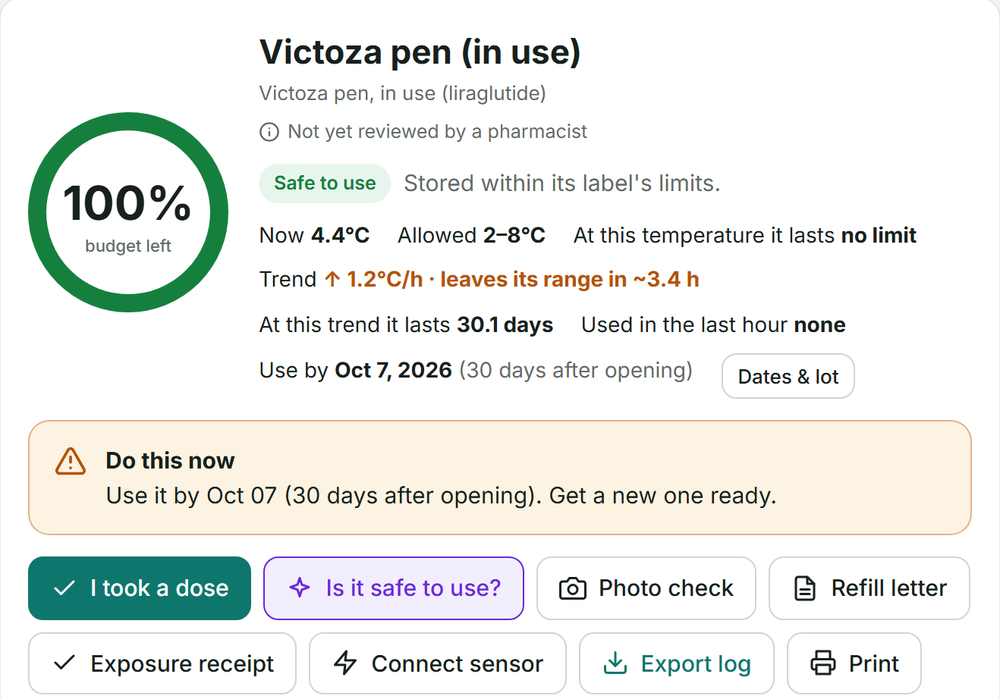 Victoza pen (in use)
Victoza pen, in use (liraglutide)
Not yet reviewed by a pharmacist
100%
budget left
Safe to use Stored within its label's limits.
Now 4.4°C Allowed 2–8°C At this temperature it lasts no limit
Trend ↑ 1.2°C/h · leaves its range in ~3.4 h
At this trend it lasts 30.1 days Used in the last hour none
Use by Oct 7, 2026 (30 days after opening) Dates & lot
Do this now
Use it by Oct 07 (30 days after opening). Get a new one ready.
I took a dose Is it safe to use? Photo check Refill letter
Exposure receipt Connect sensor Export log Print